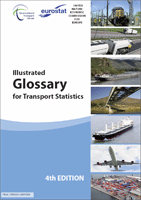 eurostat
UNITED
NATIONS
ECONOMIC
COMMISSION
FOR
EUROPE
Illustrated
Glossary
for Transport Statistics
4th EDITION